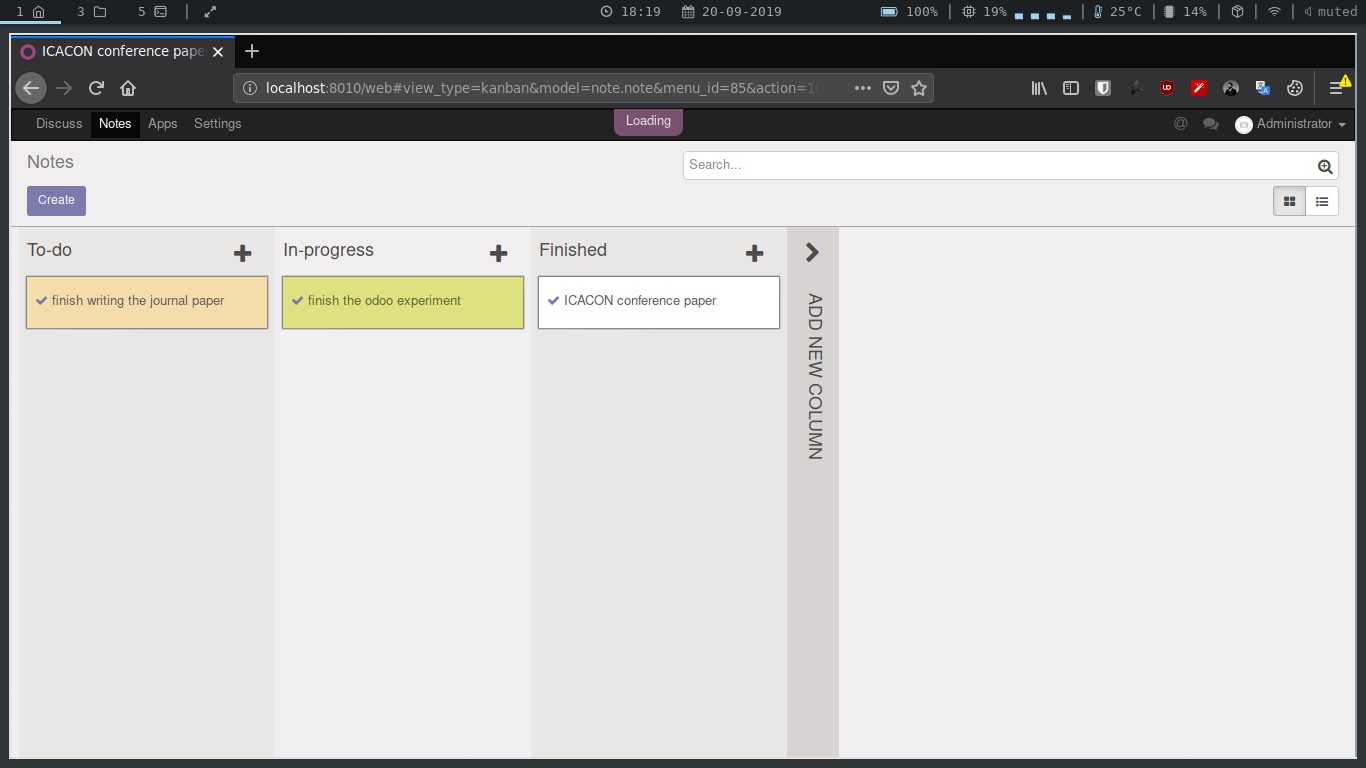 1 3 5 18:19 20-09-2019 100% 19% 25°C 14% muted
ICACON conference pape
localhost:8010/web#view_type=kanban&model=note.note&menu_id=85&action=1
Discuss Notes Apps Settings Loading @ Administrator
Notes Search...
Create
To-do In-progress Finished
finish writing the journal paper finish the odoo experiment ICACON conference paper
ADD NEW COLUMN